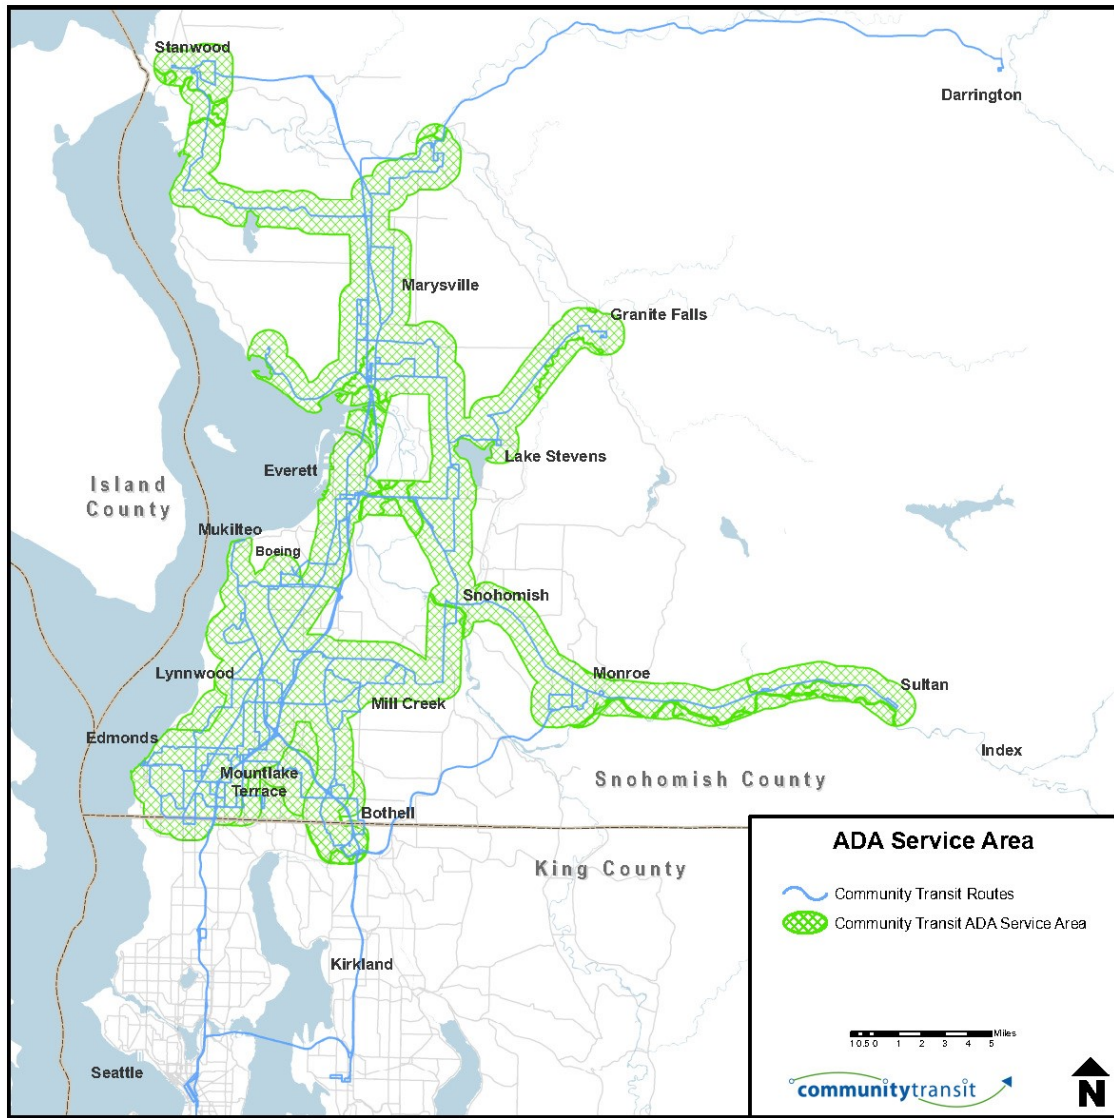 Stanwood
Darrington
Marysville
Granite Falls
Everett
Lake Stevens
Island
County
Mukilteo
Boeing
Snohomish
Lynnwood
Monroe
Mill Creek
Sultan
Edmonds
Index
Mountlake
Terrace
Snohomish County
Bothell
King County
Kirkland
Seattle
ADA Service Area
Community Transit Routes
Community Transit ADA Service Area
1 0.5 0 1 2 3 4 5 Miles
communitytransit
N